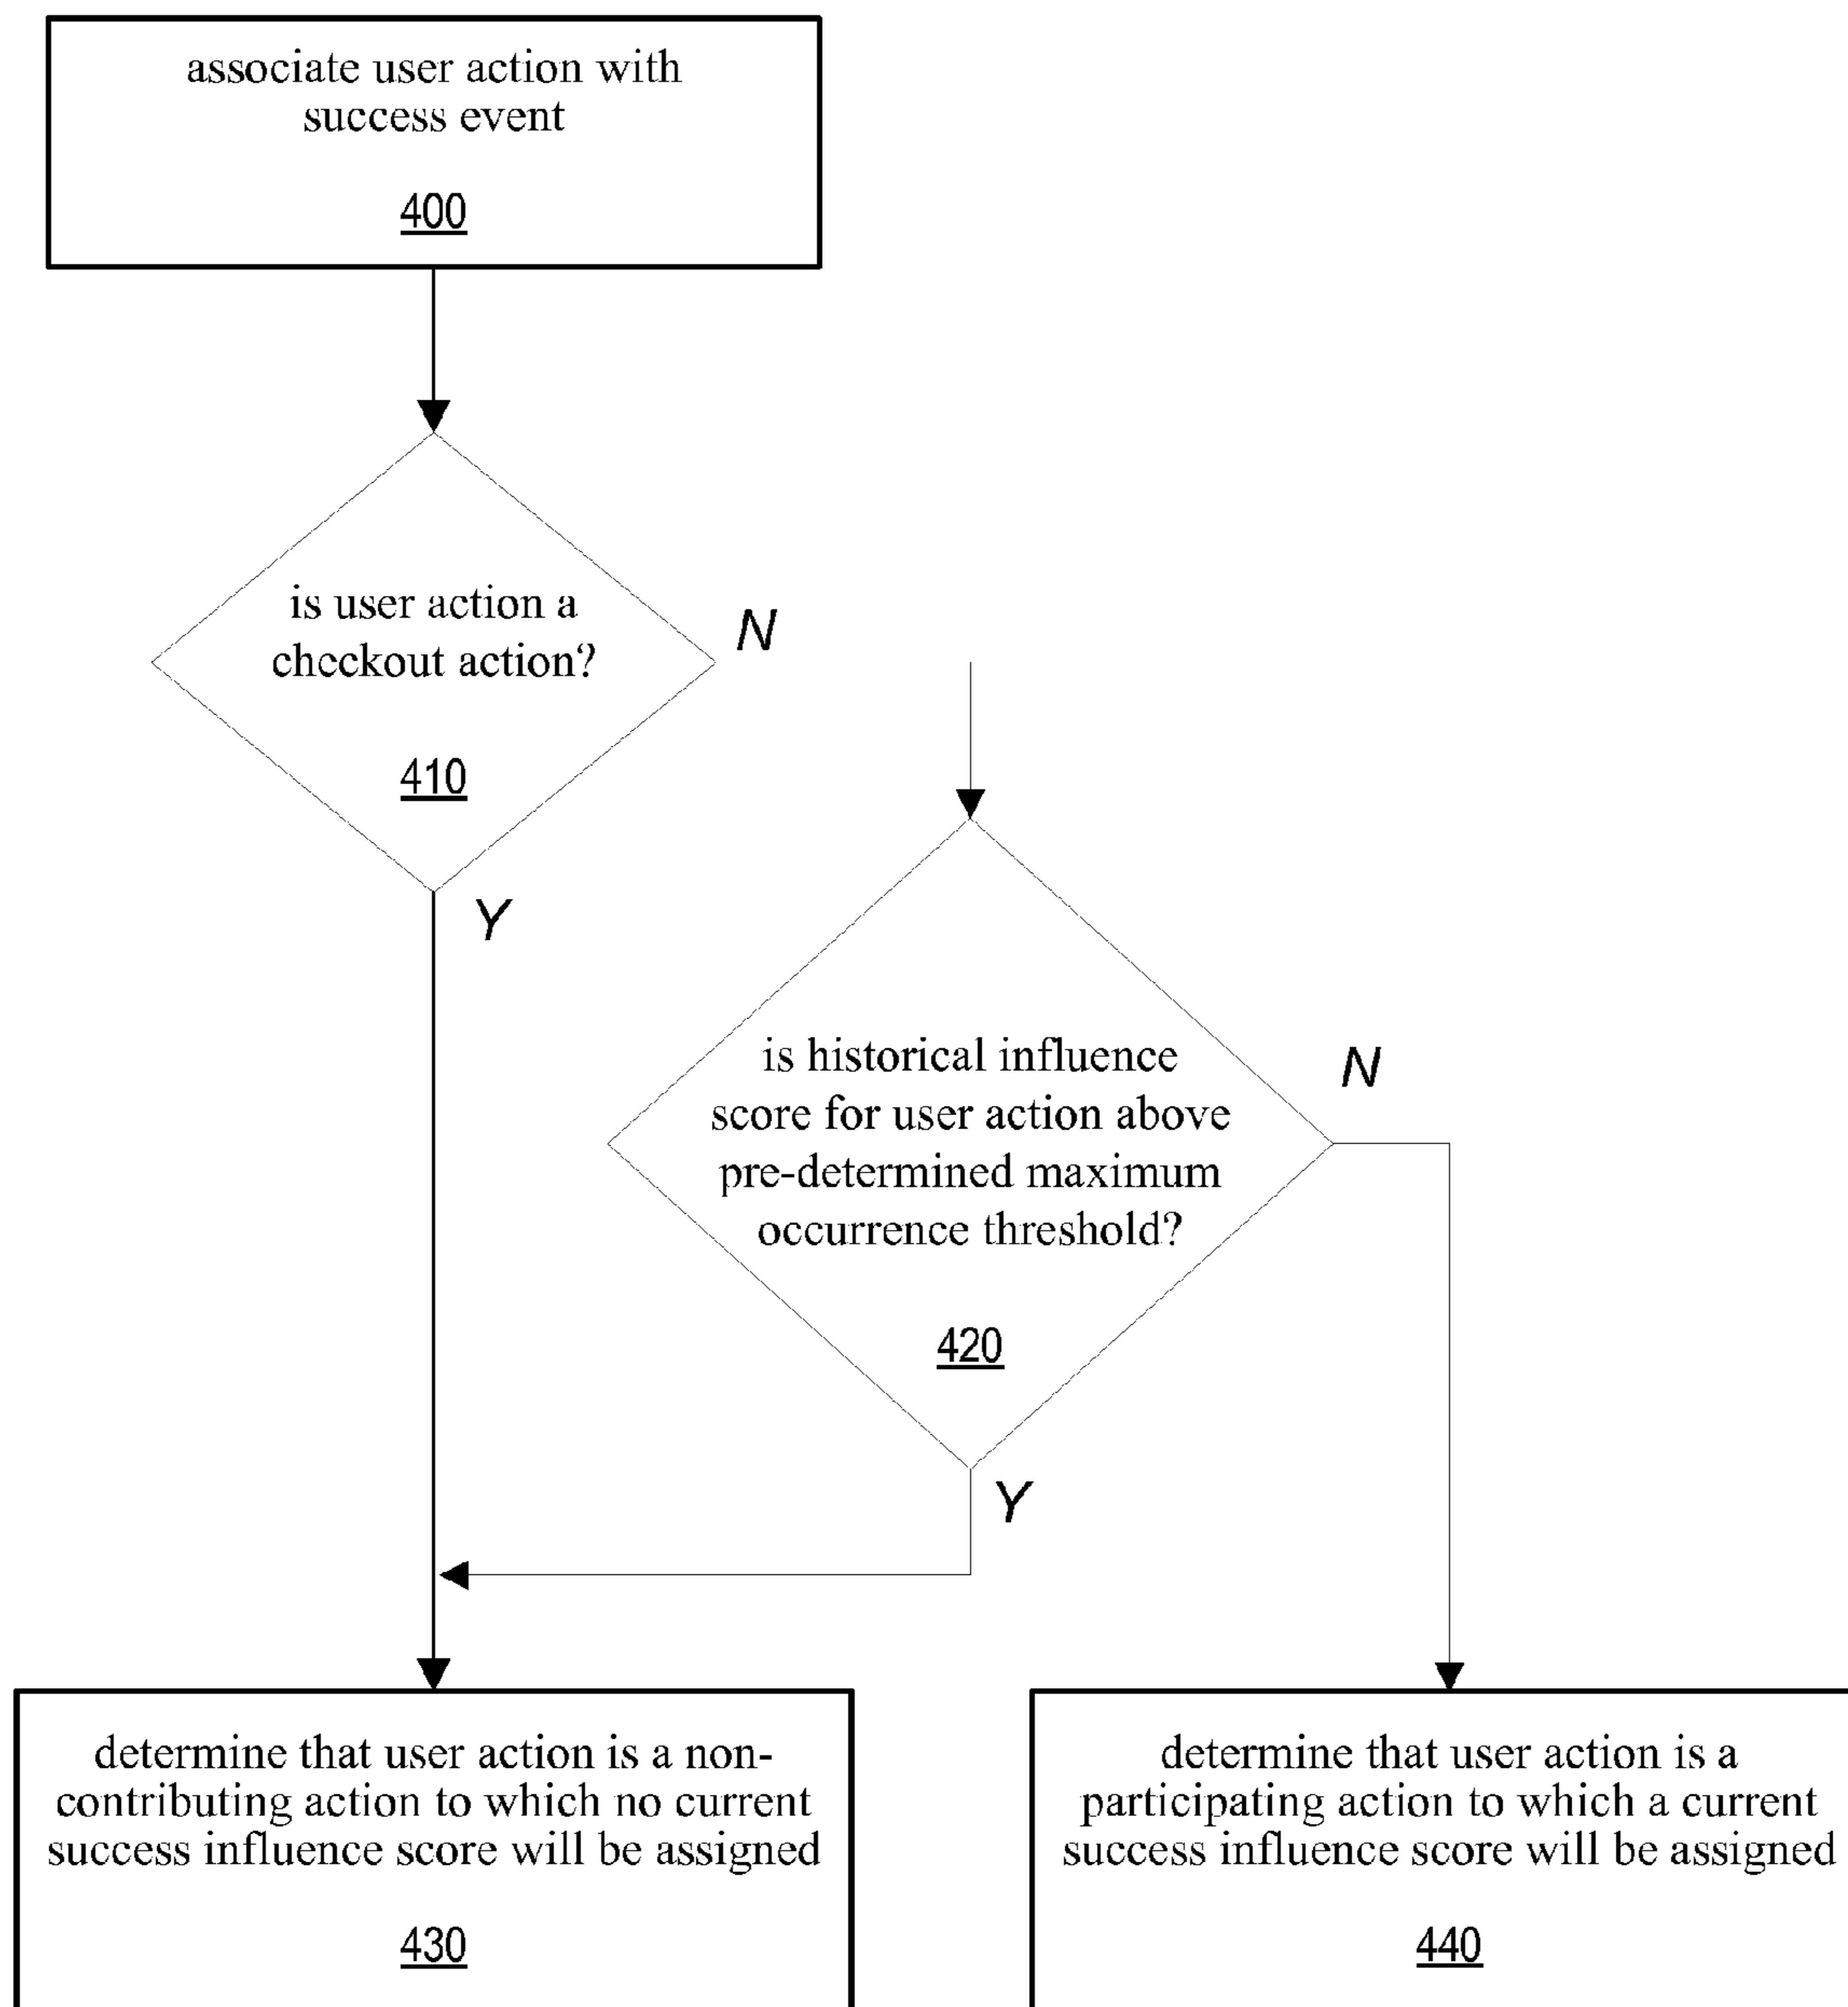 associate user action with
success event
400
is user action a
checkout action?
410
N
Y
is historical influence
score for user action above
pre-determined maximum
occurrence threshold?
420
N
Y
determine that user action is a non-
contributing action to which no current
success influence score will be assigned
430
determine that user action is a
participating action to which a current
success influence score will be assigned
440